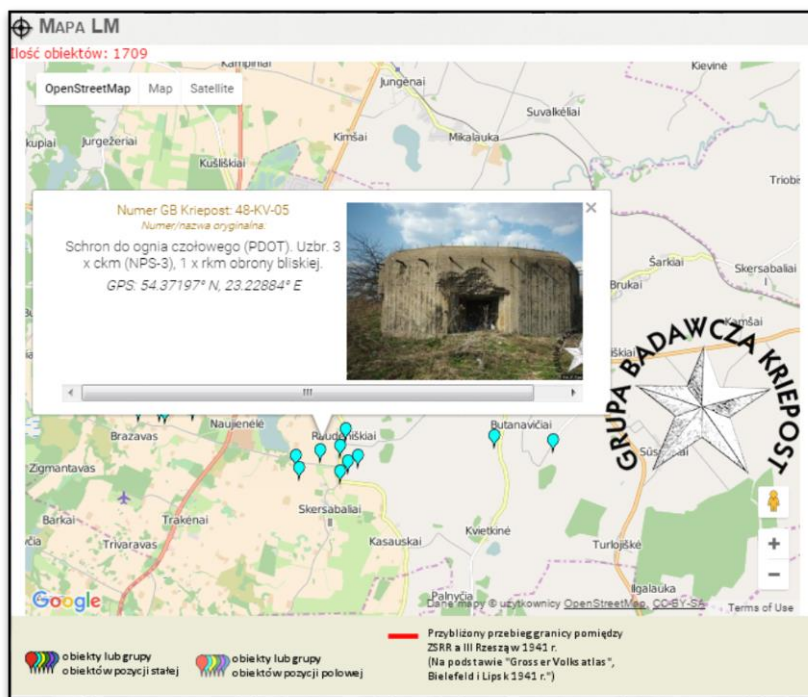 MAPA LM
Ilość obiektów: 1709
OpenStreetMap Map Satellite
Kampiniai
Jungėnai
Kievinė
Suvalkėliai
kupiai
Jurgežeriai
Kimšai
Mikalauka
Kušliškiai
Triobiš
Numer GB Kriepost: 48-KV-05
Numer/nazwa oryginalna:
Schron do ognia czołowego (PDOT). Uzbr. 3
x ckm (NPS-3), 1 x rkm obrony bliskiej.
GPS: 54.37197° N, 23.22884° E
Šarkiai
Skersabaliai
I
Brukai
Kamšai
iškiai
GRUPA BADAWCZA KRIEPOST
Naujienėlė
Butanavičiai
Brazavas
Zigmantavas
Skersabaliai
II
Barkai
Trakėnai
Kvietkinė
yčia
Trivaravas
Kasauskai
Turlojiškė
Palnyčia
Ilgalauka
Google
Dane mapy © użytkownicy OpenStreetMap, CC-BY-SA
Terms of Use
obiekty lub grupy
obiektów pozycji stałej
obiekty lub grupy
obiektów pozycji polowej
Przybliżony przebieg granicy pomiędzy
ZSRR a III Rzeszą w 1941 r.
(Na podstawie "Grosser Volksatlas",
Bielefeld i Lipsk 1941 r.")